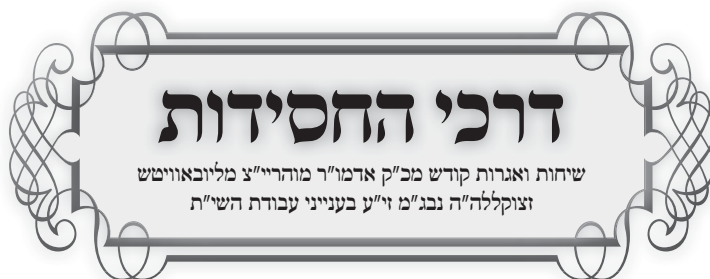 דרכי החסידות
שיחות ואגרות קודש מכ"ק אדמו"ר מוהריי"צ מליובאוויטש
זצוקללה"ה נבג"מ זי"ע בענייני עבודת השי"ת